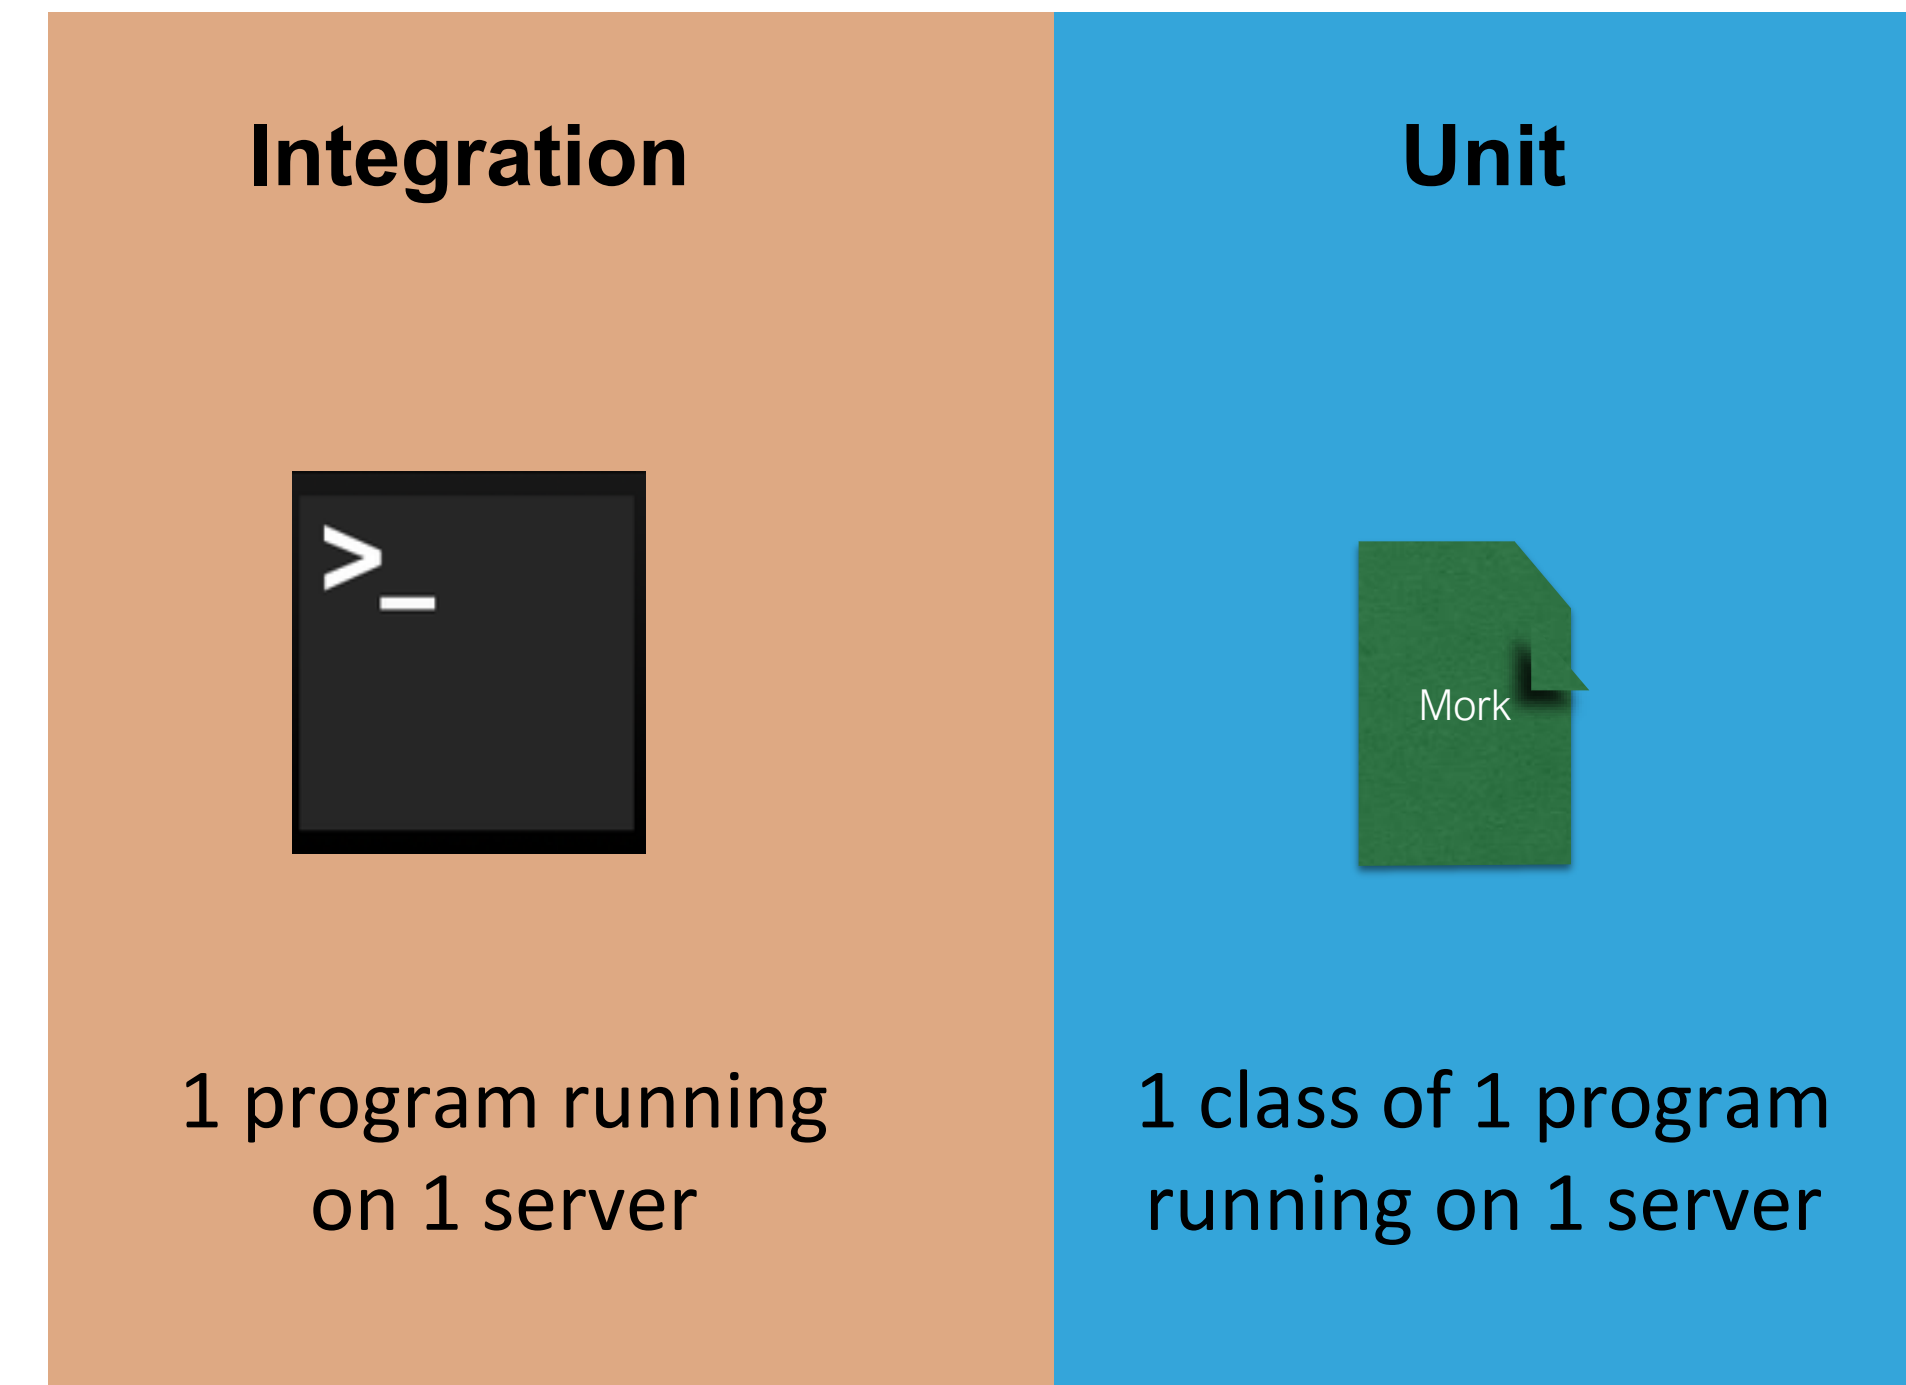 Integration
Unit
>_
Mork
1 program running
on 1 server
1 class of 1 program
running on 1 server